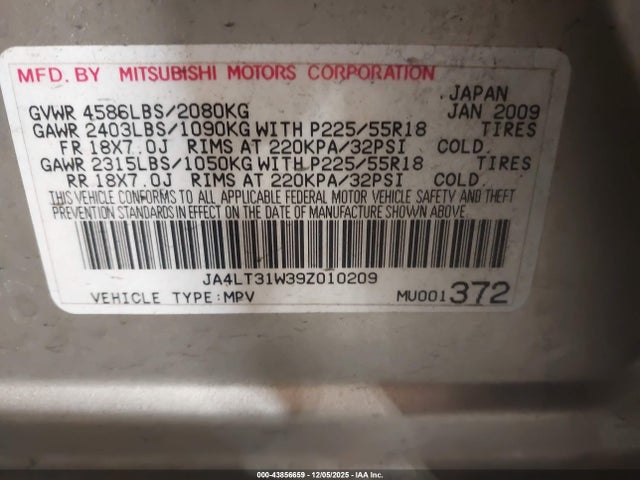 MFD. BY MITSUBISHI MOTORS CORPORATION
JAPAN
GVWR 4586LBS/2080KG JAN 2009
GAWR 2403LBS/1090KG WITH P225/55R18 TIRES
FR 18X7.0J RIMS AT 220KPA/32PSI COLD.
GAWR 2315LBS/1050KG WITH P225/55R18 TIRES
RR 18X7.0J RIMS AT 220KPA/32PSI COLD.
THIS VEHICLE CONFORMS TO ALL APPLICABLE FEDERAL MOTOR VEHICLE SAFETY AND THEFT
PREVENTION STANDARDS IN EFFECT ON THE DATE OF MANUFACTURE SHOWN ABOVE.
JA4LT31W39Z010209
VEHICLE TYPE:MPV MU001372
000-43856659 - 12/05/2025 - IAA Inc.